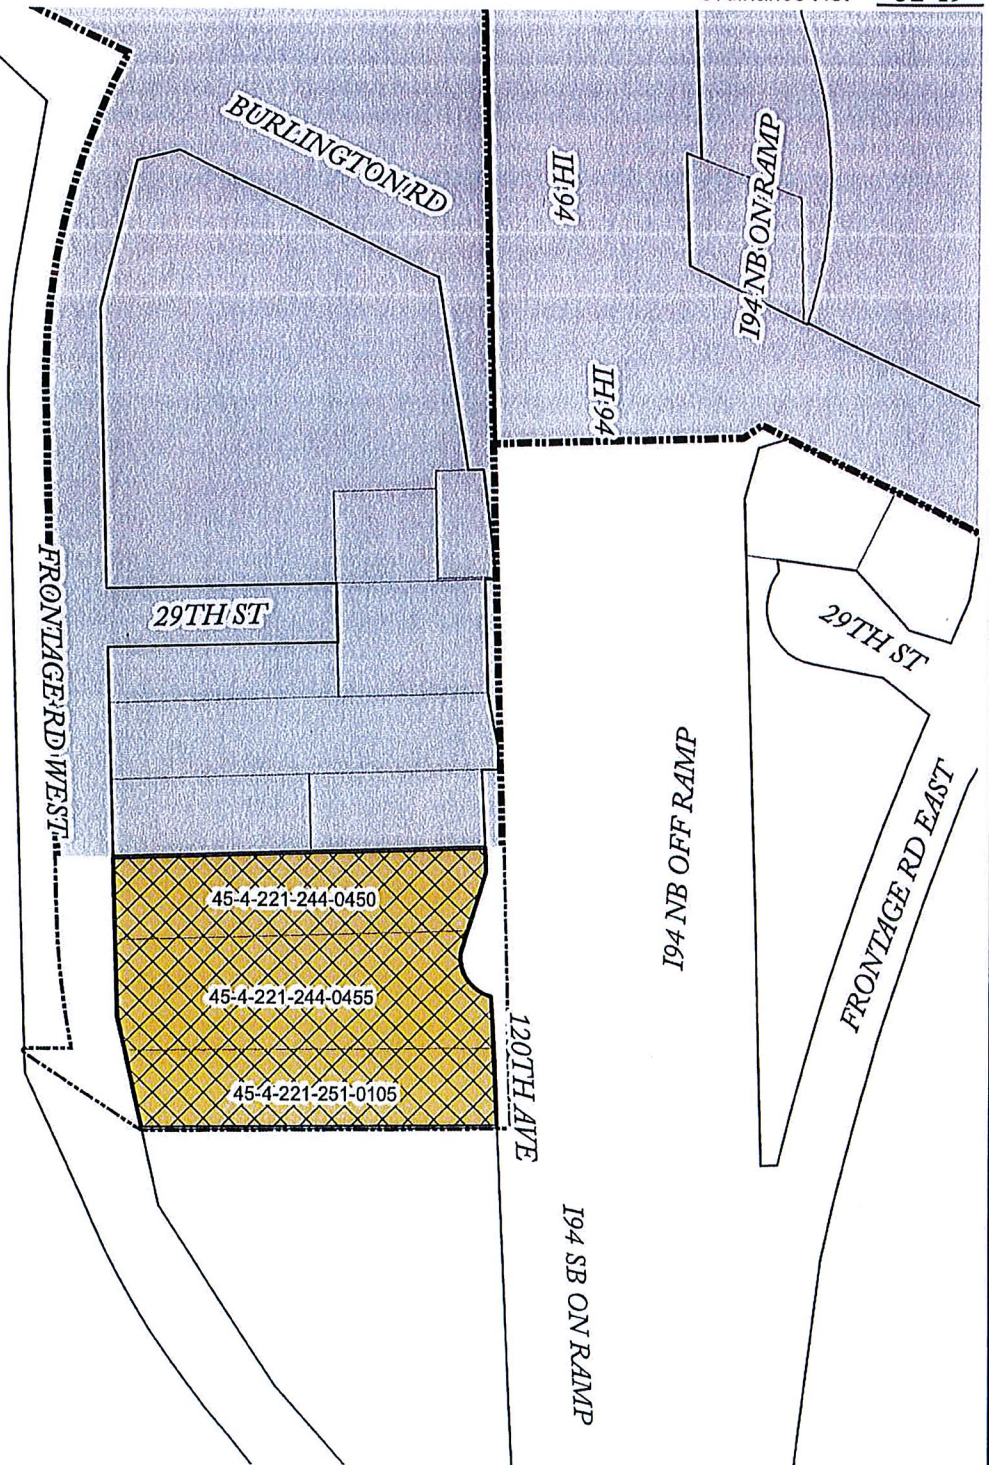 BURLINGTON RD
IH 94
I94 NB ON RAMP
IH 94
29TH ST
29TH ST
FRONTAGE RD WEST
I94 NB OFF RAMP
FRONTAGE RD EAST
45-4-221-244-0450
45-4-221-244-0455
45-4-221-251-0105
120TH AVE
I94 SB ON RAMP